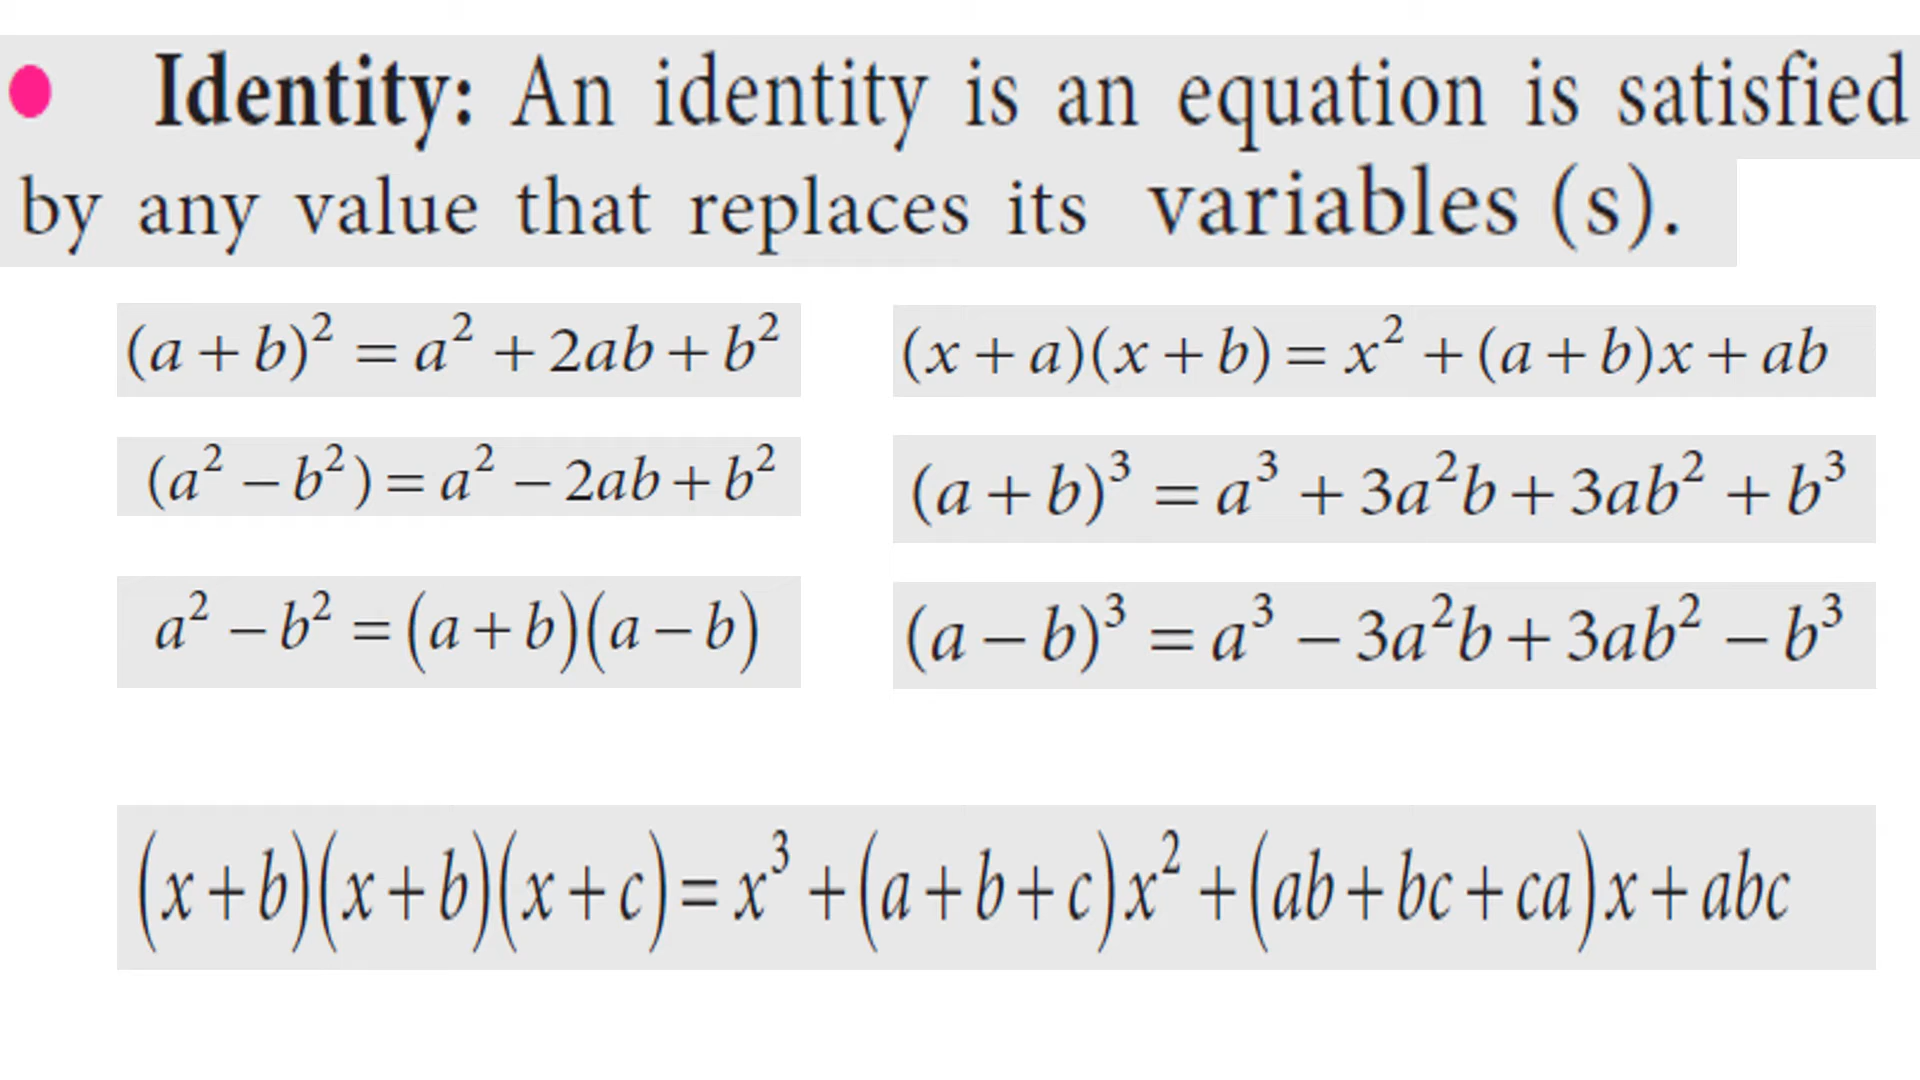 ● Identity: An identity is an equation is satisfied
by any value that replaces its variables (s).
(a + b)² = a² + 2ab + b²
(x + a)(x + b) = x² + (a + b)x + ab
(a² − b²) = a² − 2ab + b²
(a + b)³ = a³ + 3a²b + 3ab² + b³
a² − b² = (a + b)(a − b)
(a − b)³ = a³ − 3a²b + 3ab² − b³
(x + b)(x + b)(x + c) = x³ + (a + b + c)x² + (ab + bc + ca)x + abc